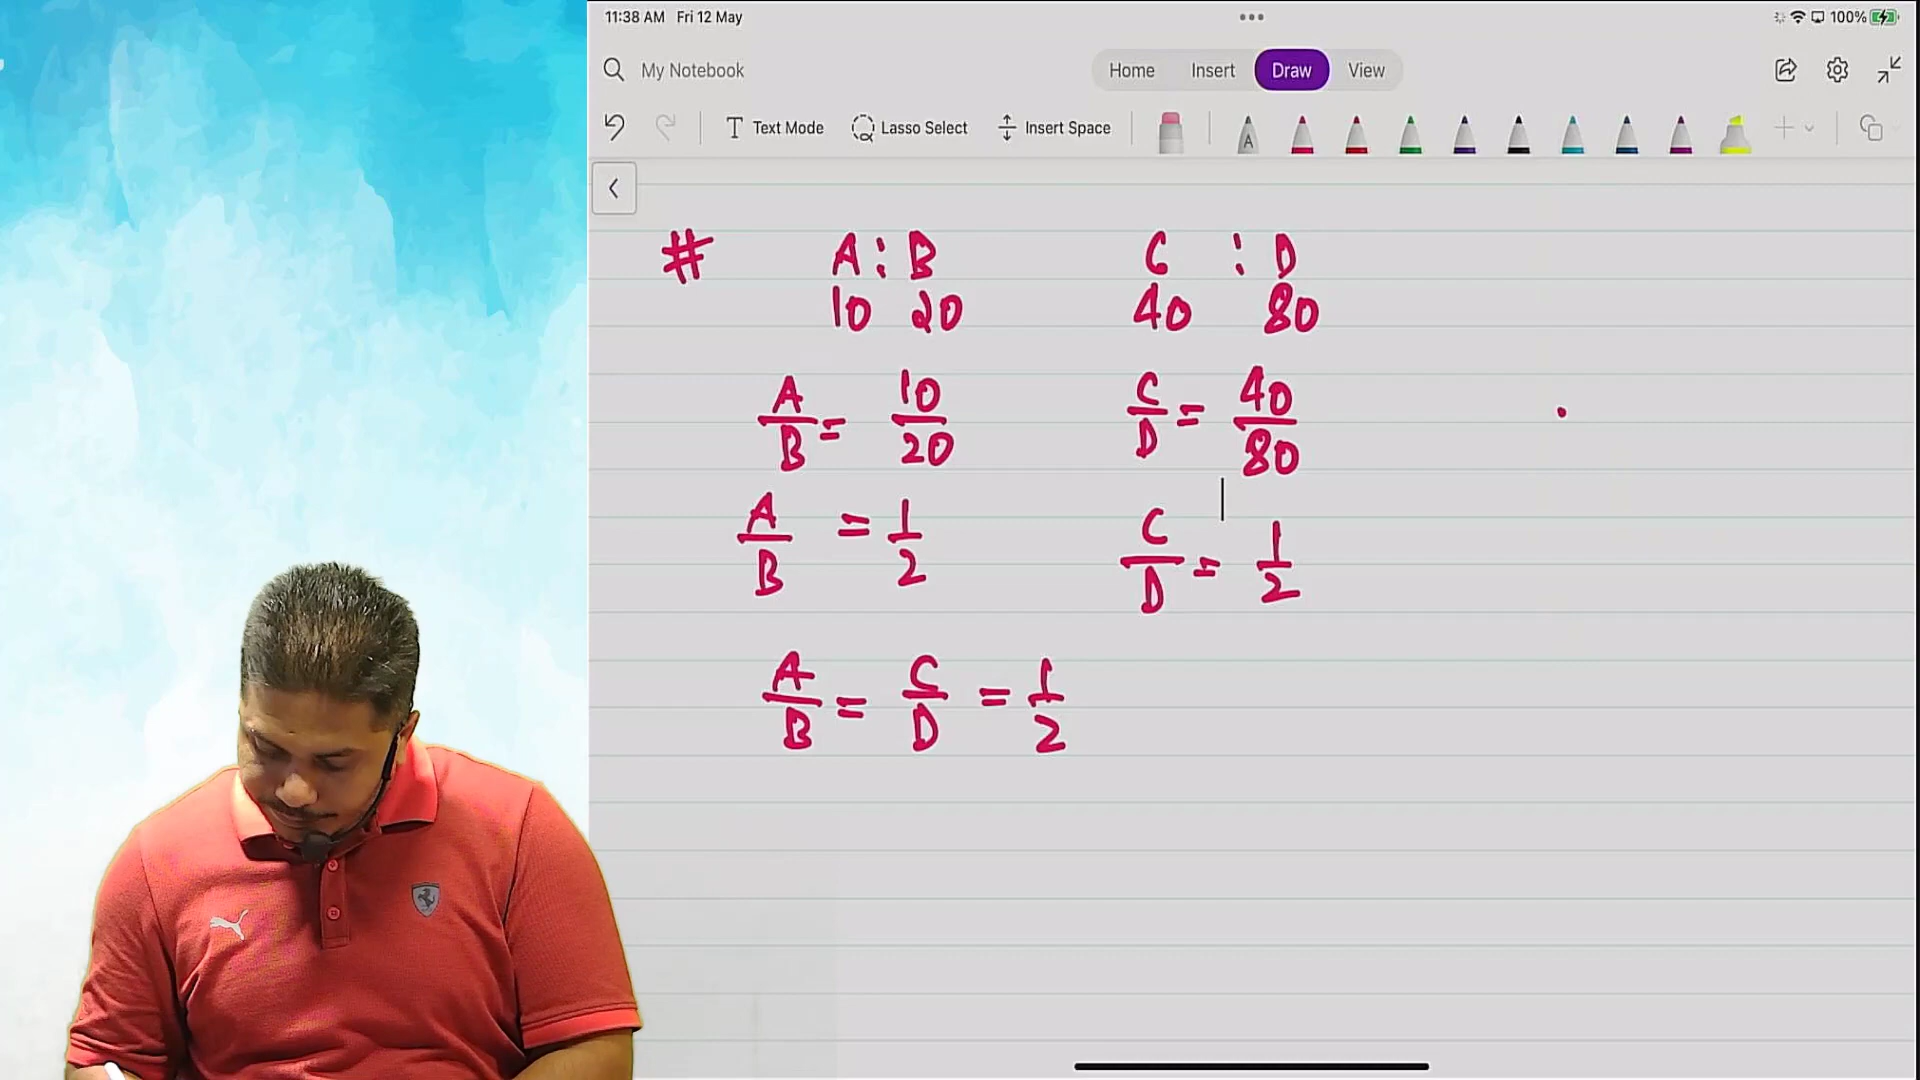 11:38 AM Fri 12 May
100%
My Notebook
Home Insert Draw View
Text Mode Lasso Select Insert Space
A
# A : B C : D
10 20 40 80
A/B = 10/20 C/D = 40/80
A/B = 1/2 C/D = 1/2
A/B = C/D = 1/2